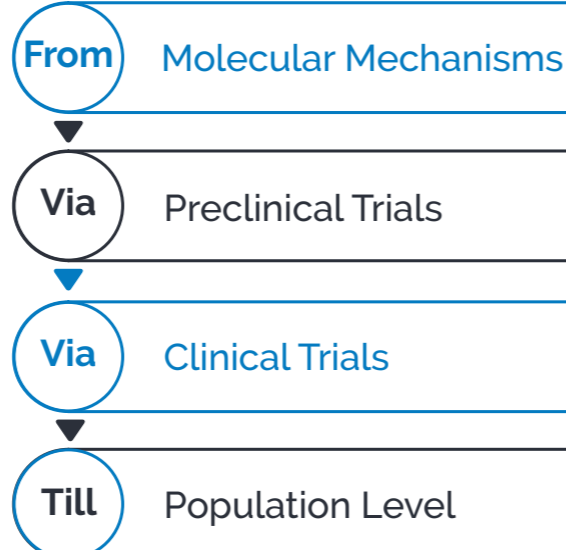 From Molecular Mechanisms
Via Preclinical Trials
Via Clinical Trials
Till Population Level